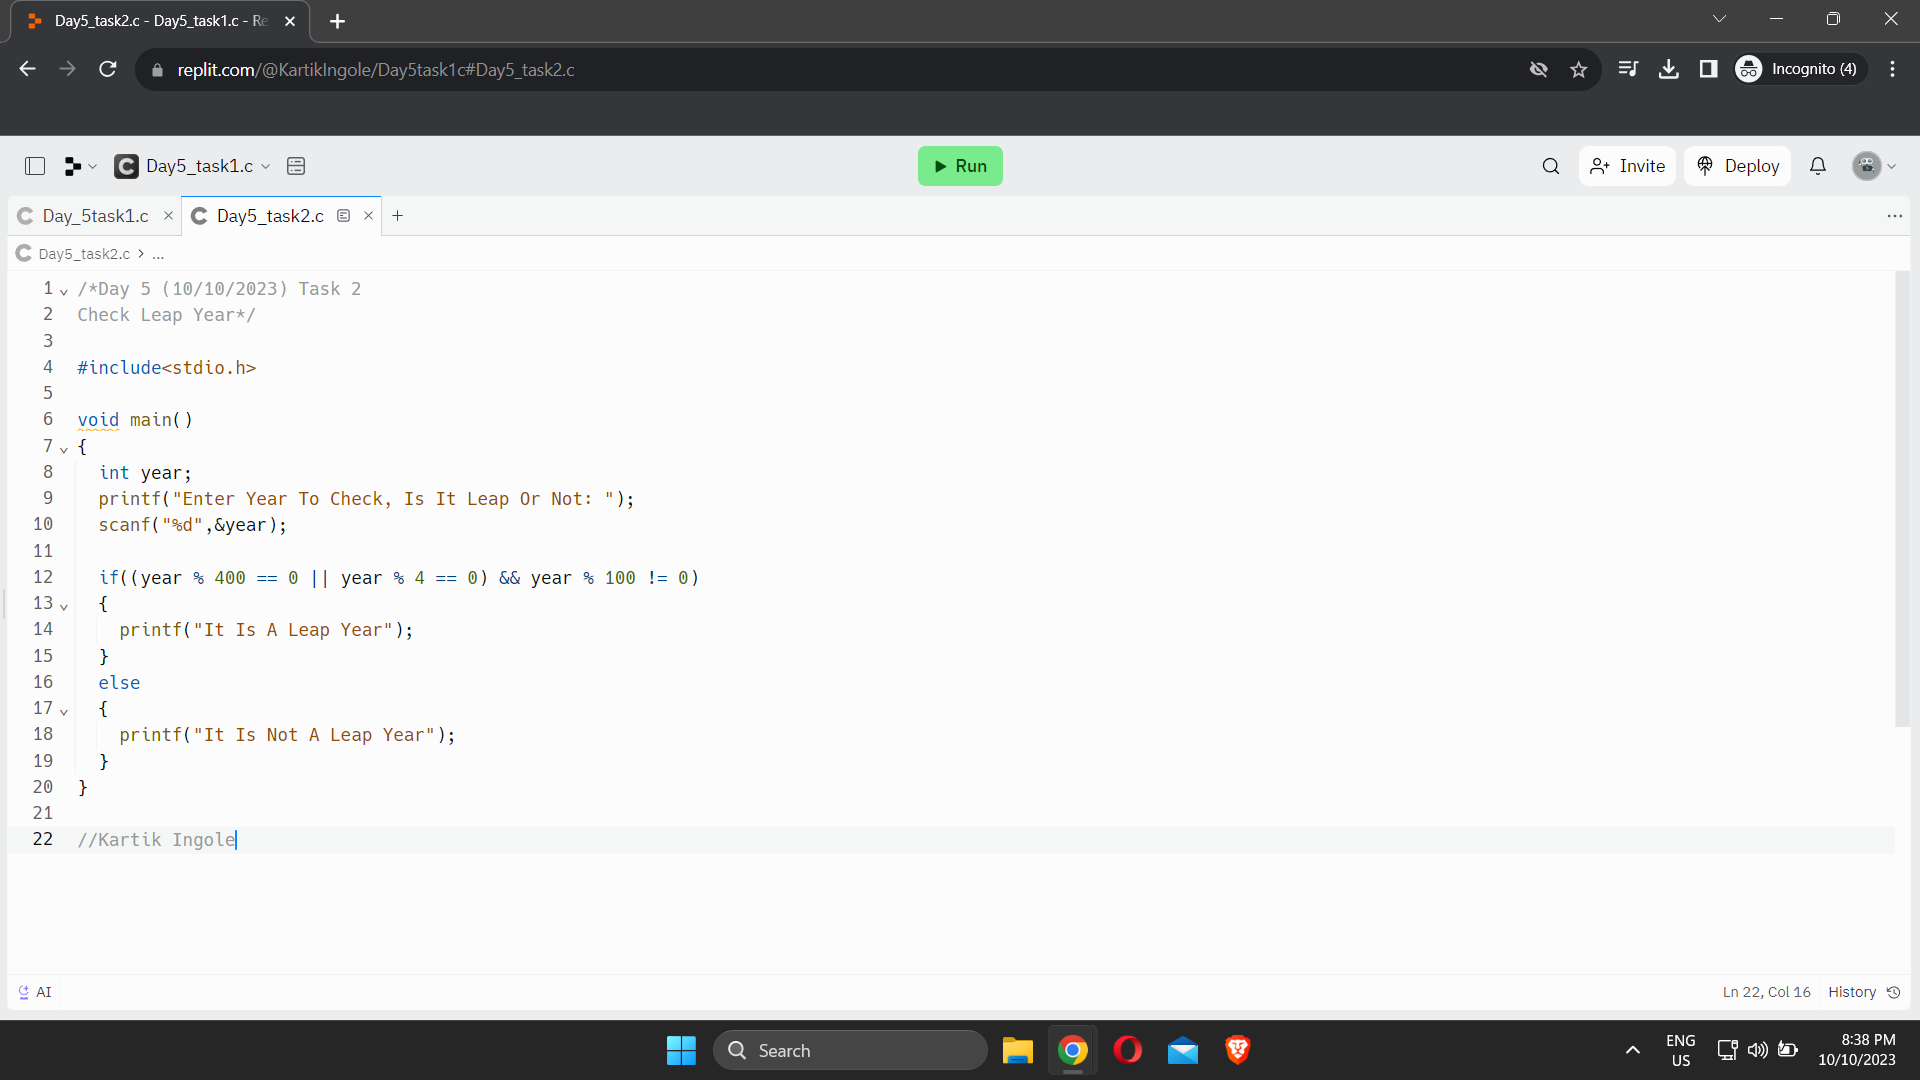 Day5_task2.c - Day5_task1.c - Re
replit.com/@KartikIngole/Day5task1c#Day5_task2.c
Incognito (4)
Day5_task1.c
Run
Invite
Deploy
Day_5task1.c
Day5_task2.c
Day5_task2.c > ...
1 /*Day 5 (10/10/2023) Task 2
2 Check Leap Year*/
3
4 #include<stdio.h>
5
6 void main()
7 {
8 int year;
9 printf("Enter Year To Check, Is It Leap Or Not: ");
10 scanf("%d",&year);
11
12 if((year % 400 == 0 || year % 4 == 0) && year % 100 != 0)
13 {
14 printf("It Is A Leap Year");
15 }
16 else
17 {
18 printf("It Is Not A Leap Year");
19 }
20 }
21
22 //Kartik Ingole
AI
Ln 22, Col 16 History
Search
ENG
US
8:38 PM
10/10/2023